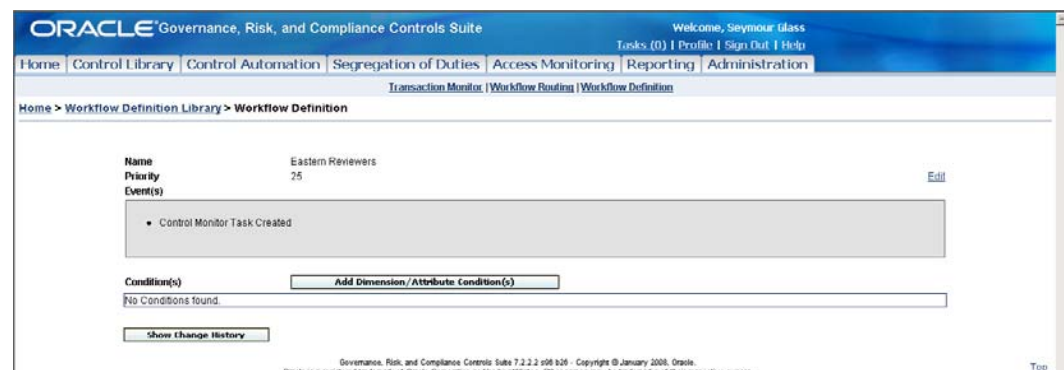 ORACLE Governance, Risk, and Compliance Controls Suite
Welcome, Seymour Glass
Tasks (0) | Profile | Sign Out | Help
Home | Control Library | Control Automation | Segregation of Duties | Access Monitoring | Reporting | Administration
Transaction Monitor | Workflow Routing | Workflow Definition
Home > Workflow Definition Library > Workflow Definition
Name Eastern Reviewers
Priority 25 Edit
Event(s)
• Control Monitor Task Created
Condition(s) Add Dimension/Attribute Condition(s)
No Conditions found.
Show Change History
Governance, Risk, and Compliance Controls Suite 7.2.2.2 s06 b26 - Copyright © January 2008, Oracle.
Top